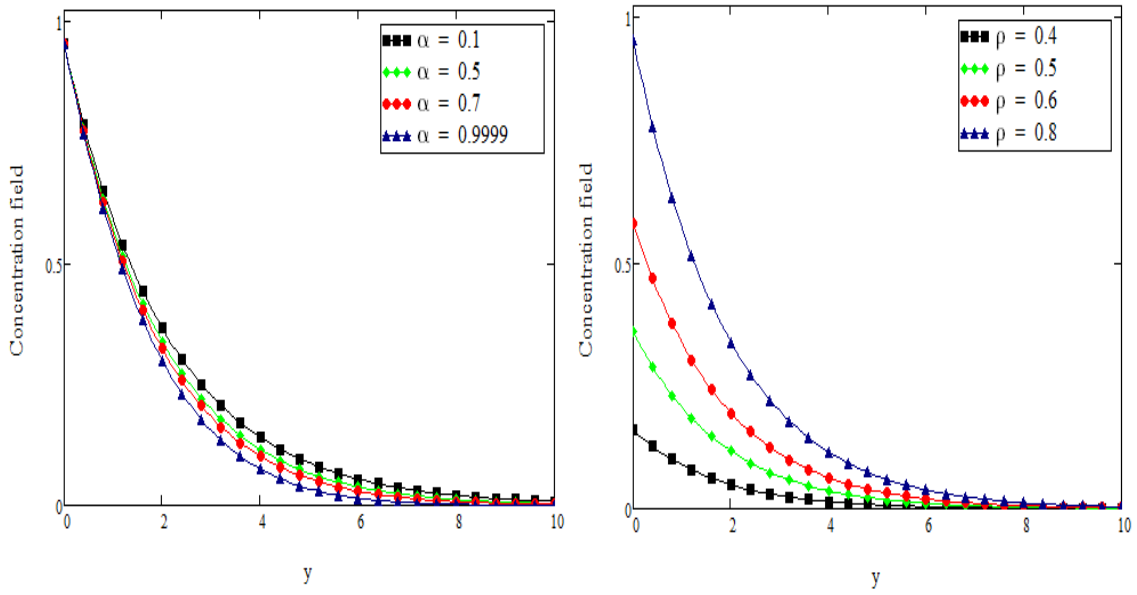 1
α = 0.1
α = 0.5
α = 0.7
α = 0.9999
Concentration field
0.5
0
0 2 4 6 8 10
y
1
ρ = 0.4
ρ = 0.5
ρ = 0.6
ρ = 0.8
Concentration field
0.5
0
0 2 4 6 8 10
y